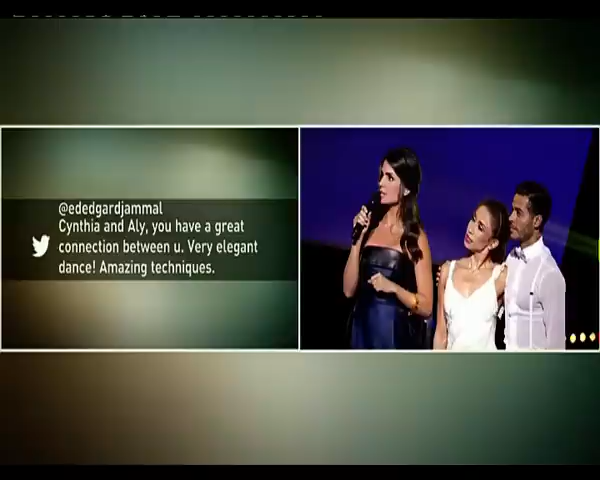 @ededgardjammal
Cynthia and Aly, you have a great
connection between u. Very elegant
dance! Amazing techniques.